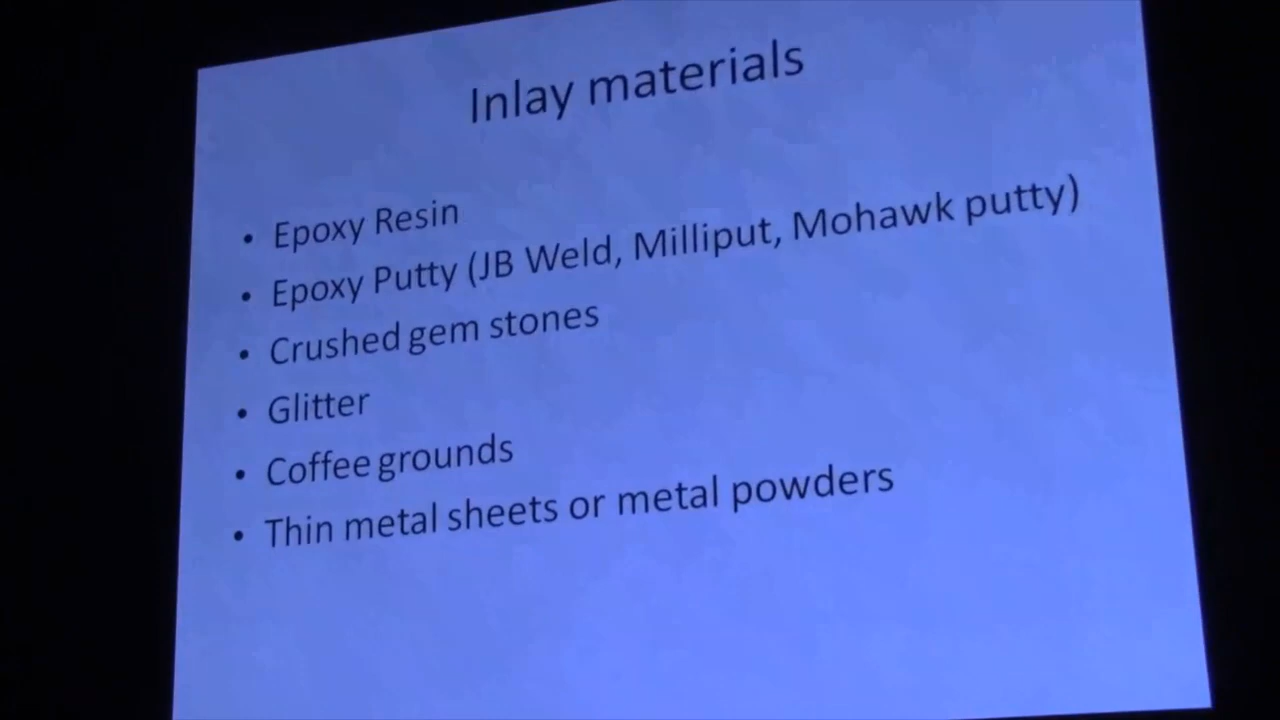 Inlay materials
• Epoxy Resin
• Epoxy Putty (JB Weld, Milliput, Mohawk putty)
• Crushed gem stones
• Glitter
• Coffee grounds
• Thin metal sheets or metal powders